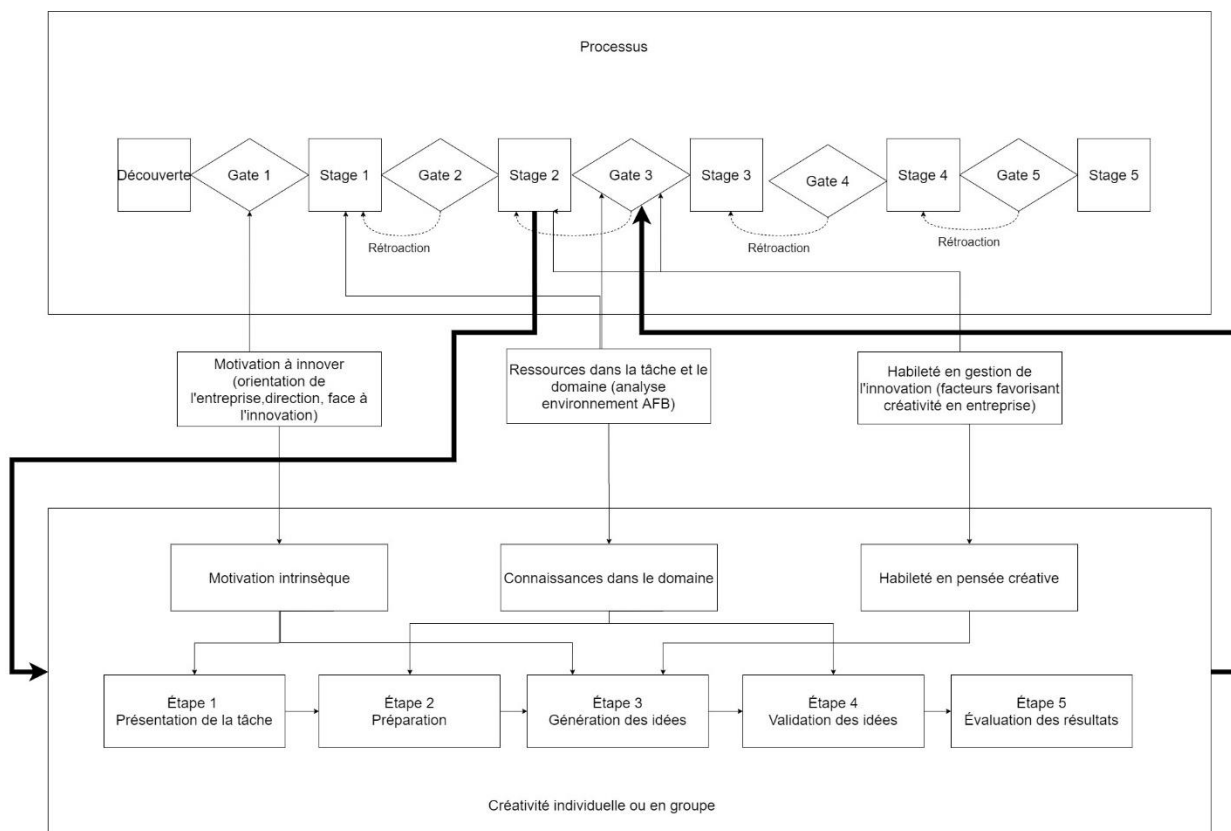 Processus
Découverte
Gate 1
Stage 1
Gate 2
Stage 2
Gate 3
Stage 3
Gate 4
Stage 4
Gate 5
Stage 5
Rétroaction
Rétroaction
Rétroaction
Motivation à innover
(orientation de
l'entreprise,direction, face à
l'innovation)
Ressources dans la tâche et le
domaine (analyse
environnement AFB)
Habileté en gestion de
l'innovation (facteurs favorisant
créativité en entreprise)
Motivation intrinsèque
Connaissances dans le domaine
Habileté en pensée créative
Étape 1
Présentation de la tâche
Étape 2
Préparation
Étape 3
Génération des idées
Étape 4
Validation des idées
Étape 5
Évaluation des résultats
Créativité individuelle ou en groupe